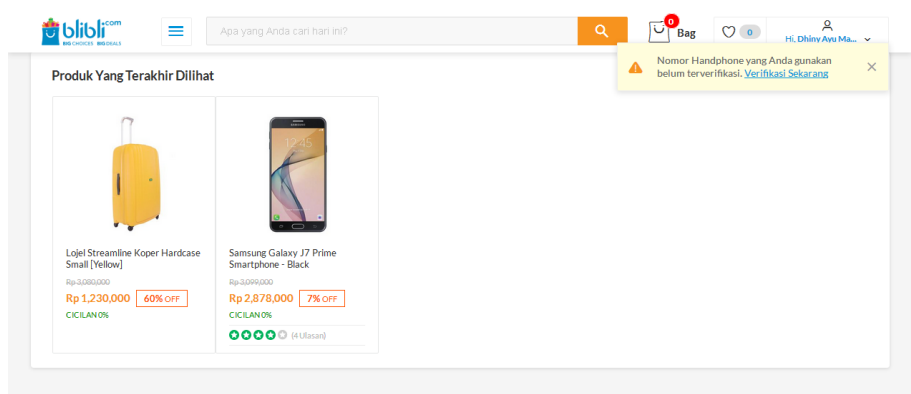 blibli.com
BIG CHOICES BIG DEALS
Apa yang Anda cari hari ini?
0
Bag
0
Hi, Dhiny Ayu Ma...
Nomor Handphone yang Anda gunakan
belum terverifikasi. Verifikasi Sekarang
Produk Yang Terakhir Dilihat
12:45
Lojel Streamline Koper Hardcase
Small [Yellow]
Rp 3,080,000
Rp 1,230,000 60% OFF
CICILAN 0%
Samsung Galaxy J7 Prime
Smartphone - Black
Rp 3,099,000
Rp 2,878,000 7% OFF
CICILAN 0%
(4 Ulasan)